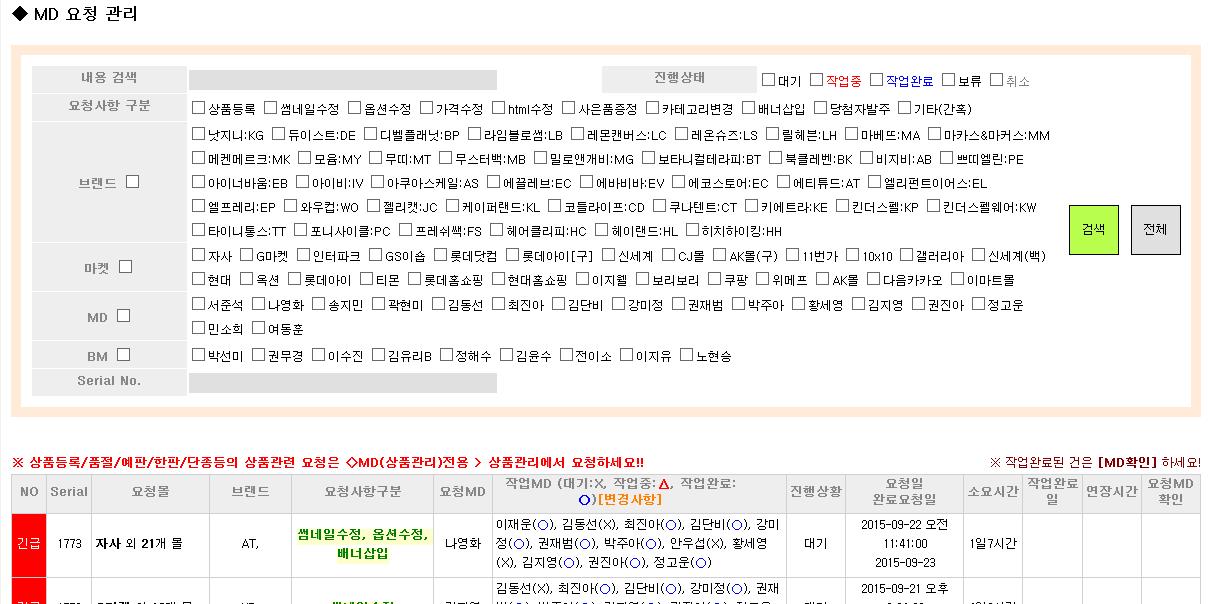 ◆ MD 요청 관리
내용 검색 진행상태 대기 작업중 작업완료 보류 취소
요청사항 구분 상품등록 썸네일수정 옵션수정 가격수정 html수정 사은품증정 카테고리변경 배너삽입 당첨자발주 기타(간혹)
낫지니:KG 듀이스트:DE 디벨플래넛:BP 라임블로썸:LB 레몬캔버스:LC 레온슈즈:LS 릴헤븐:LH 마베뜨:MA 마카스&마커스:MM
메켄메르크:MK 모윰:MY 무띠:MT 무스터백:MB 밀로앤개비:MG 보타니컬테라피:BT 북클레벤:BK 비지비:AB 쁘띠엘린:PE
브랜드 아이너바움:EB 아이비:IV 아쿠아스케일:AS 에끌레브:EC 에바비바:EV 에코스토어:EC 에티튜드:AT 엘리펀트이어스:EL
엘프레리:EP 와우컵:WO 젤리캣:JC 케이퍼랜드:KL 코들라이프:CD 쿠나텐트:CT 키에트라:KE 킨더스펠:KP 킨더스펠웨어:KW
검색 전체
타이니통스:TT 포니사이클:PC 프레쉬짹:FS 헤어클리피:HC 헤이랜드:HL 히치하이킹:HH
마켓 자사 G마켓 인터파크 GS이숍 롯데닷컴 롯데아이[구] 신세계 CJ몰 AK몰(구) 11번가 10x10 갤러리아 신세계(백)
현대 옥션 롯데아이 티몬 롯데홈쇼핑 현대홈쇼핑 이지웰 보리보리 쿠팡 위메프 AK몰 다음카카오 이마트몰
MD 서준석 나영화 송지민 곽현미 김동선 최진아 김단비 강미정 권재범 박주아 황세영 김지영 권진아 정고운
민소희 여동훈
BM 박선미 권무경 이수진 김유리B 정해수 김윤수 전이소 이지유 노현승
Serial No.
※ 상품등록/품절/예판/한판/단종등의 상품관련 요청은 ◇MD(상품관리)전용 > 상품관리에서 요청하세요!! ※ 작업완료된 건은 [MD확인] 하세요!
NO Serial 요청몰 브랜드 요청사항구분 요청MD 작업MD (대기:X, 작업중:△, 작업완료: ○)[변경사항] 진행상황 요청일 완료요청일 소요시간 작업완료일 연장시간 요청MD 확인
긴급 1773 자사 외 21개 몰 AT, 썸네일수정, 옵션수정, 배너삽입 나영화
이재운(○), 김동선(X), 최진아(○), 김단비(○), 강미
정(○), 권재범(○), 박주아(○), 안우섭(X), 황세영
(X), 김지영(○), 권진아(○), 정고운(○)
대기 2015-09-22 오전
11:41:00
2015-09-23
1일7시간
김동선(X), 최진아(○), 김단비(○), 강미정(○), 권재
2015-09-21 오후